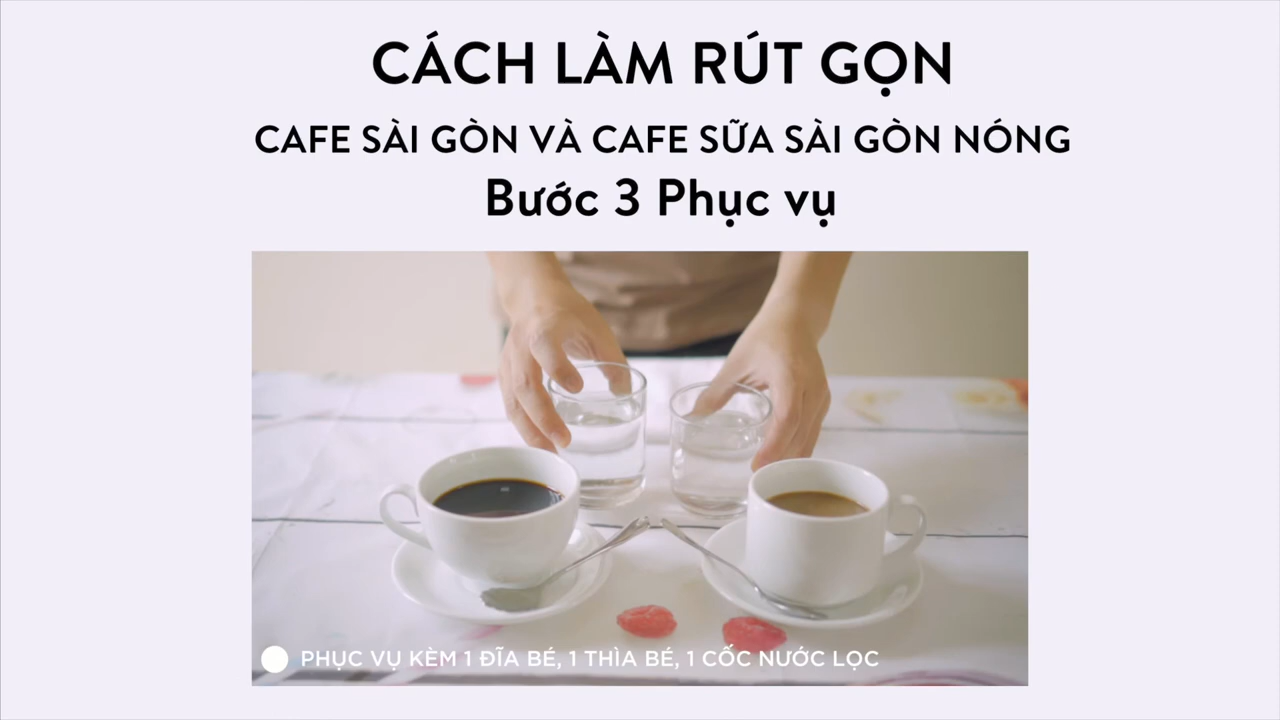 CÁCH LÀM RÚT GỌN
CAFE SÀI GÒN VÀ CAFE SỮA SÀI GÒN NÓNG
Bước 3 Phục vụ
PHỤC VỤ KÈM 1 ĐĨA BÉ, 1 THÌA BÉ, 1 CỐC NƯỚC LỌC